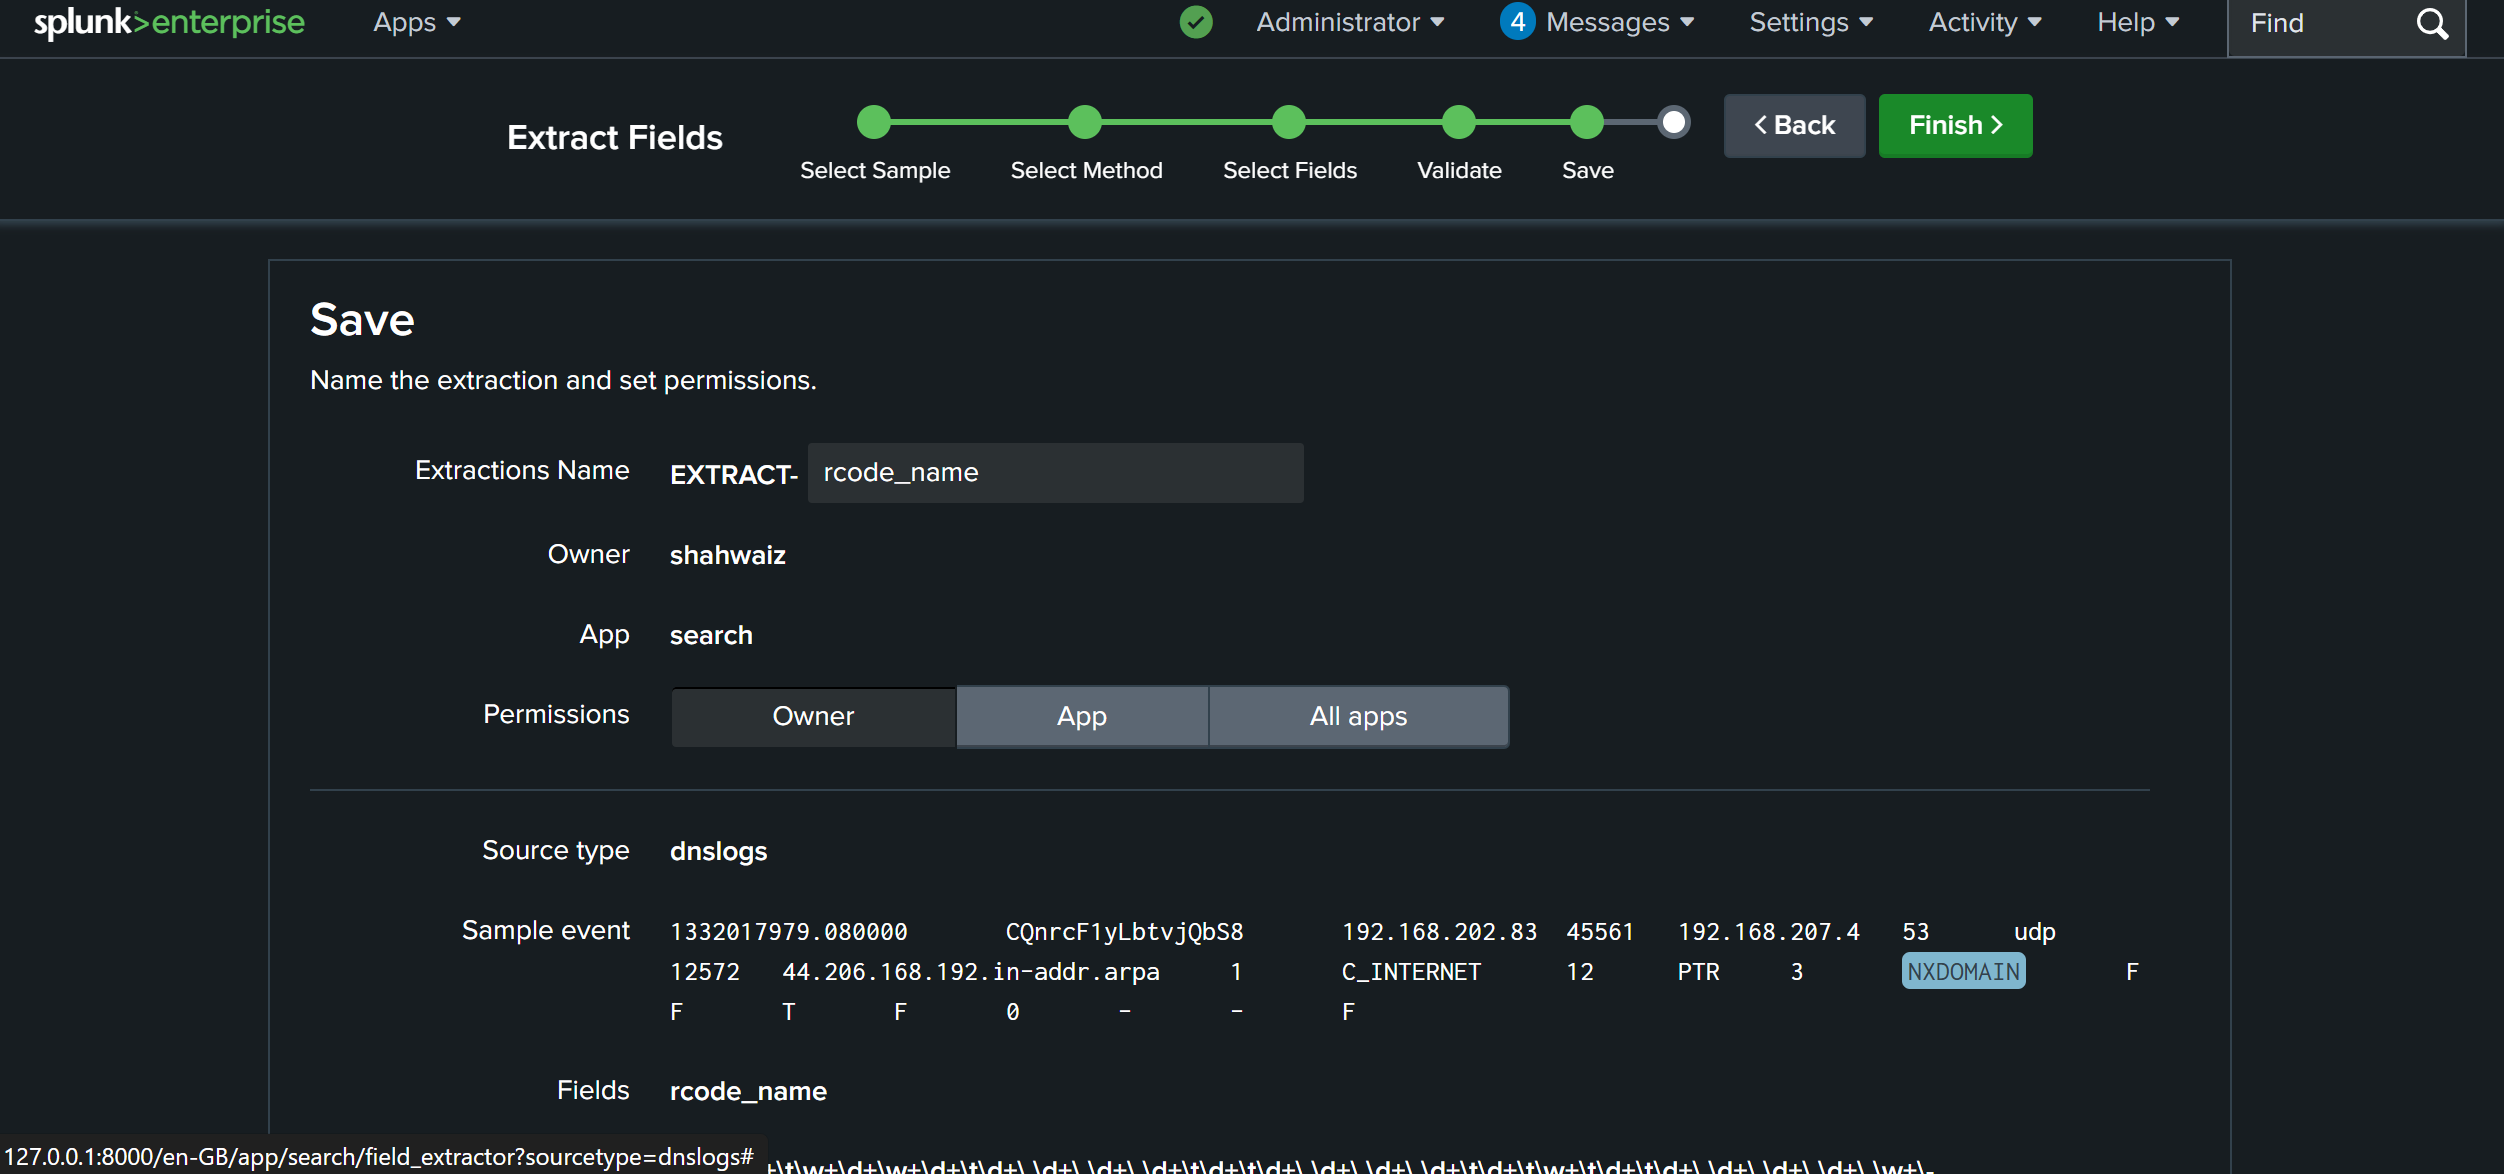 splunk>enterprise Apps Administrator 4 Messages Settings Activity Help Find
Extract Fields
Select Sample Select Method Select Fields Validate Save
< Back Finish >
Save
Name the extraction and set permissions.
Extractions Name EXTRACT- rcode_name
Owner shahwaiz
App search
Permissions Owner App All apps
Source type dnslogs
Sample event 1332017979.080000 CQnrcF1yLbtvjQbS8 192.168.202.83 45561 192.168.207.4 53 udp
12572 44.206.168.192.in-addr.arpa 1 C_INTERNET 12 PTR 3 NXDOMAIN F
F T F 0 - - F
Fields rcode_name
127.0.0.1:8000/en-GB/app/search/field_extractor?sourcetype=dnslogs#